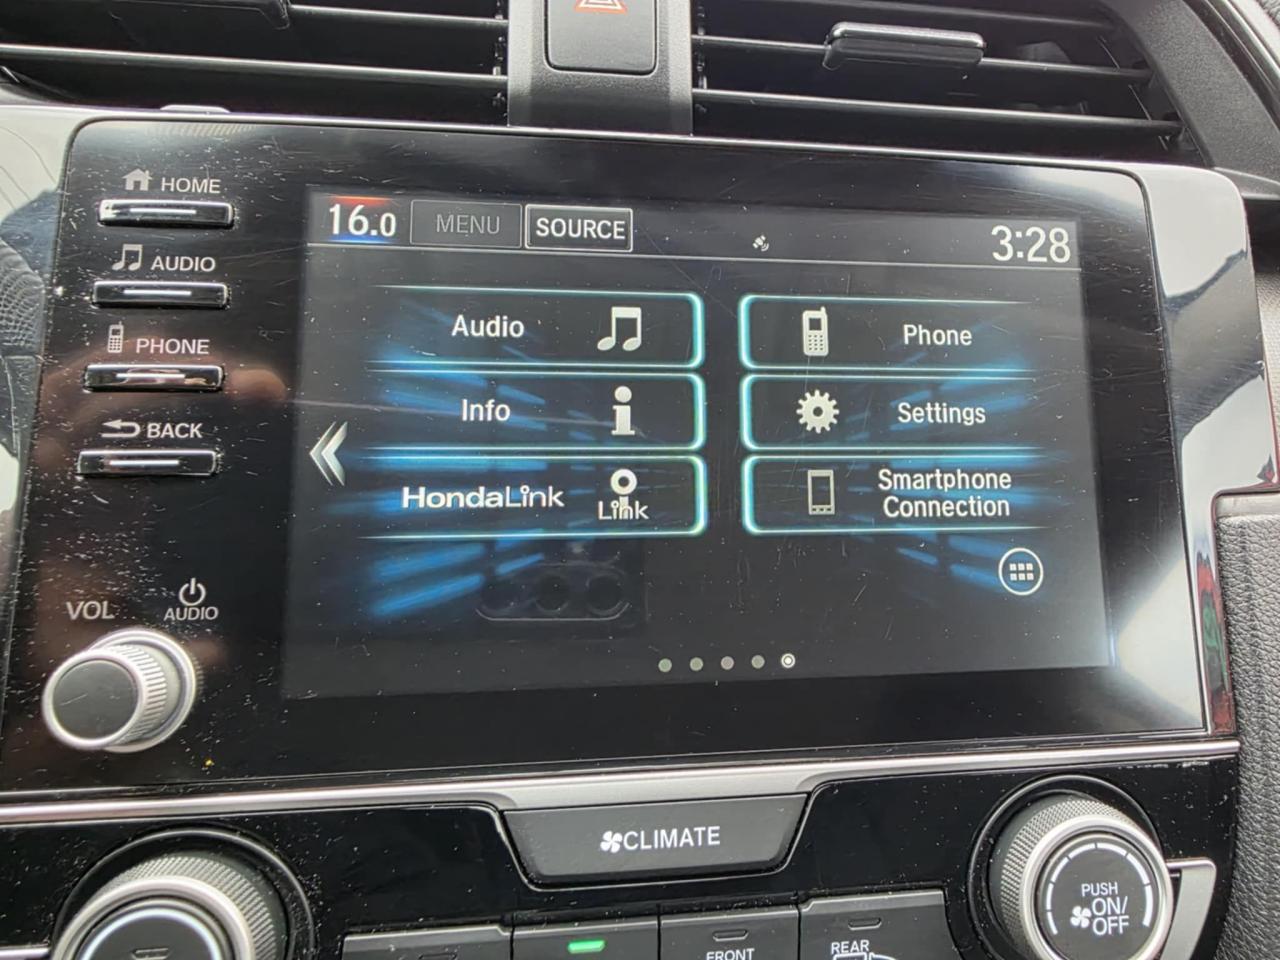 HOME
16.0 MENU SOURCE 3:28
AUDIO
Audio
Phone
PHONE
Info
Settings
BACK
HondaLink
Link
Smartphone
Connection
VOL
AUDIO
CLIMATE
PUSH
ON/
OFF
FRONT
REAR